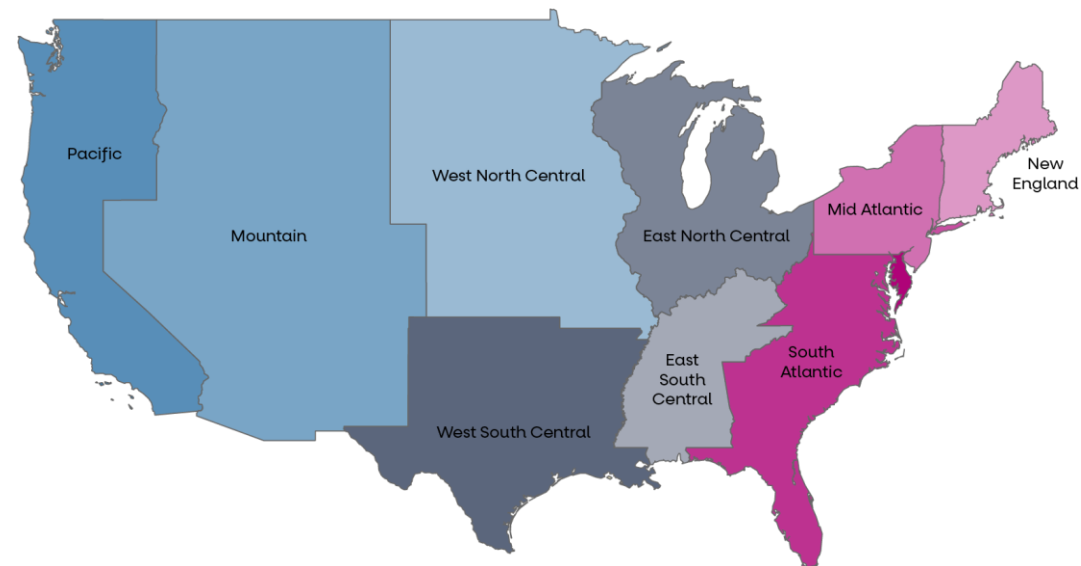 Pacific
Mountain
West North Central
East North Central
Mid Atlantic
New
England
West South Central
East
South
Central
South
Atlantic